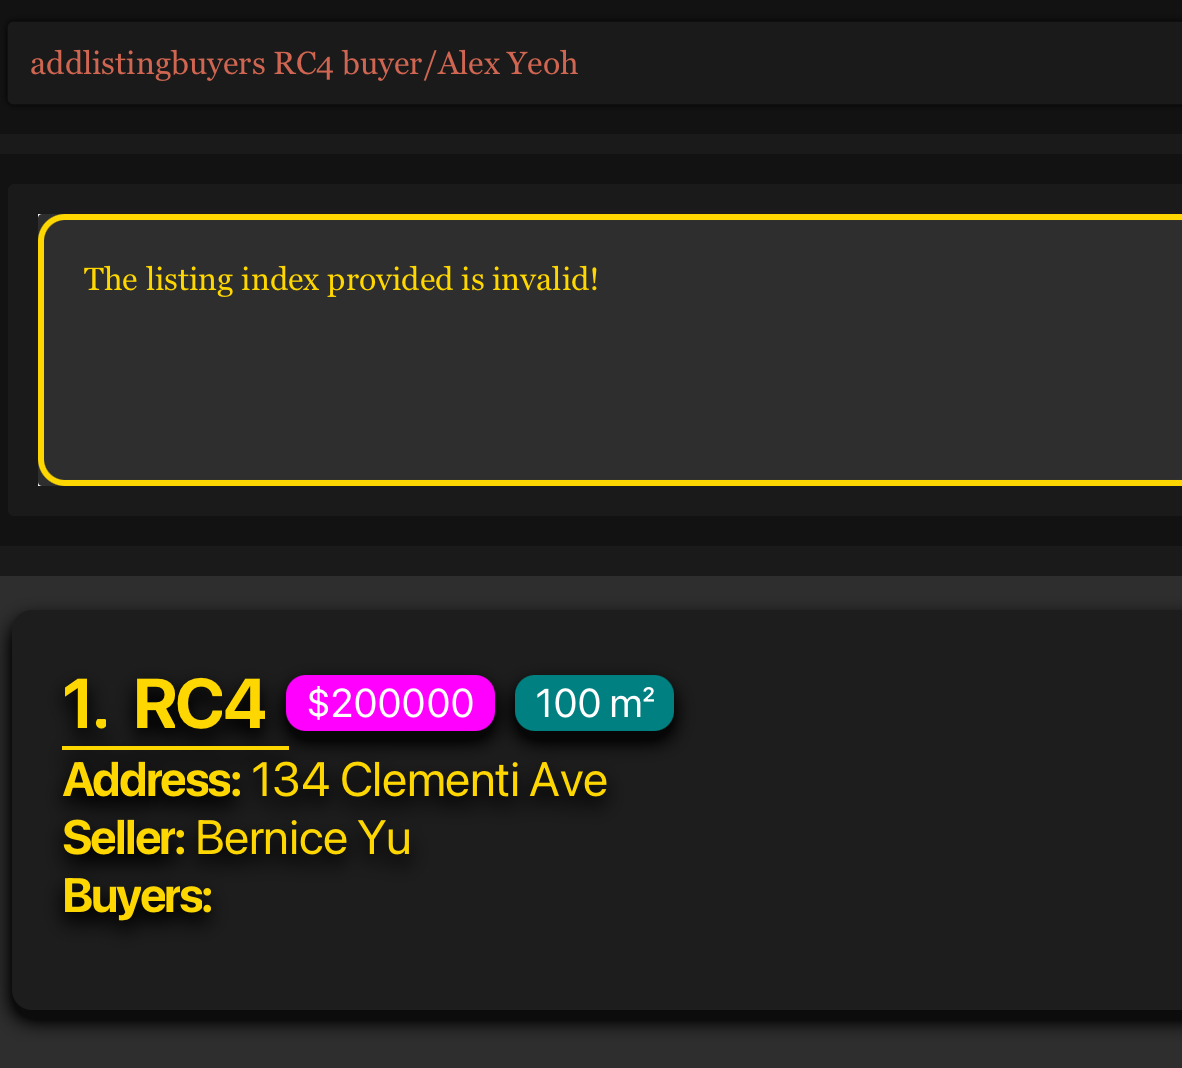 addlistingbuyers RC4 buyer/Alex Yeoh
The listing index provided is invalid!
1. RC4 $200000 100 m²
Address: 134 Clementi Ave
Seller: Bernice Yu
Buyers: